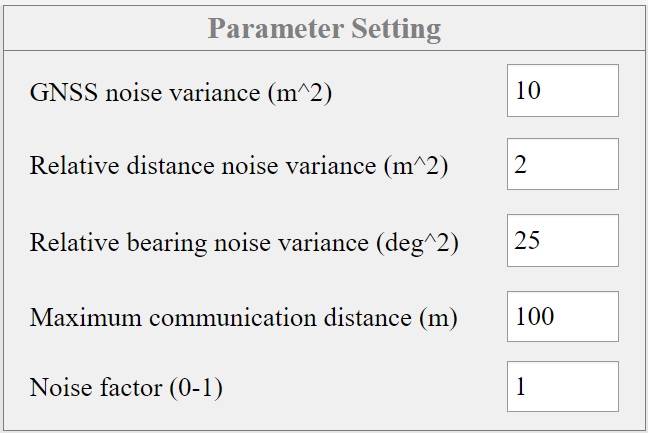 Parameter Setting
GNSS noise variance (m^2) 10
Relative distance noise variance (m^2) 2
Relative bearing noise variance (deg^2) 25
Maximum communication distance (m) 100
Noise factor (0-1) 1